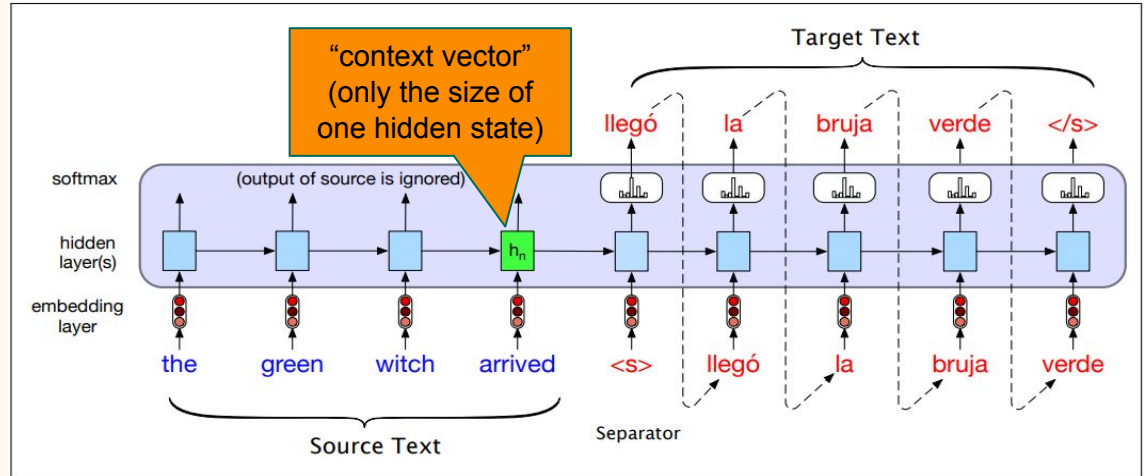 “context vector”
(only the size of
one hidden state)
Target Text
llegó la bruja verde </s>
softmax
(output of source is ignored)
hidden
layer(s)
hn
embedding
layer
the green witch arrived <s> llegó la bruja verde
Separator
Source Text